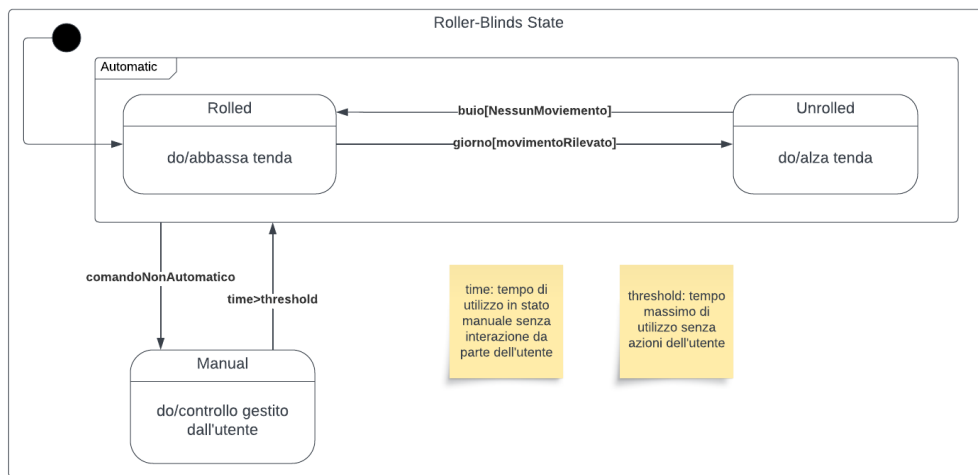 Roller-Blinds State
Automatic
Rolled
do/abbassa tenda
buio[NessunMoviemento]
giorno[movimentoRilevato]
Unrolled
do/alza tenda
comandoNonAutomatico
time>threshold
time: tempo di
utilizzo in stato
manuale senza
interazione da
parte dell'utente
threshold: tempo
massimo di
utilizzo senza
azioni dell'utente
Manual
do/controllo gestito
dall'utente